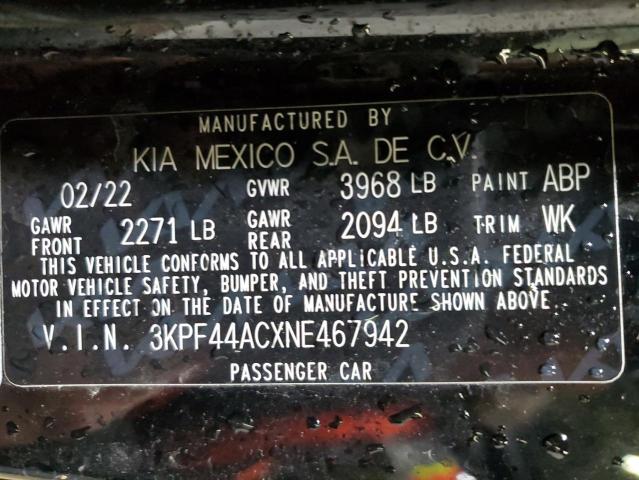 MANUFACTURED BY
KIA MEXICO S.A. DE C.V.
02/22 GVWR 3968 LB PAINT ABP
GAWR FRONT 2271 LB GAWR REAR 2094 LB TRIM WK
THIS VEHICLE CONFORMS TO ALL APPLICABLE U.S.A. FEDERAL
MOTOR VEHICLE SAFETY, BUMPER, AND THEFT PREVENTION STANDARDS
IN EFFECT ON THE DATE OF MANUFACTURE SHOWN ABOVE.
V.I.N. 3KPF44ACXNE467942
PASSENGER CAR